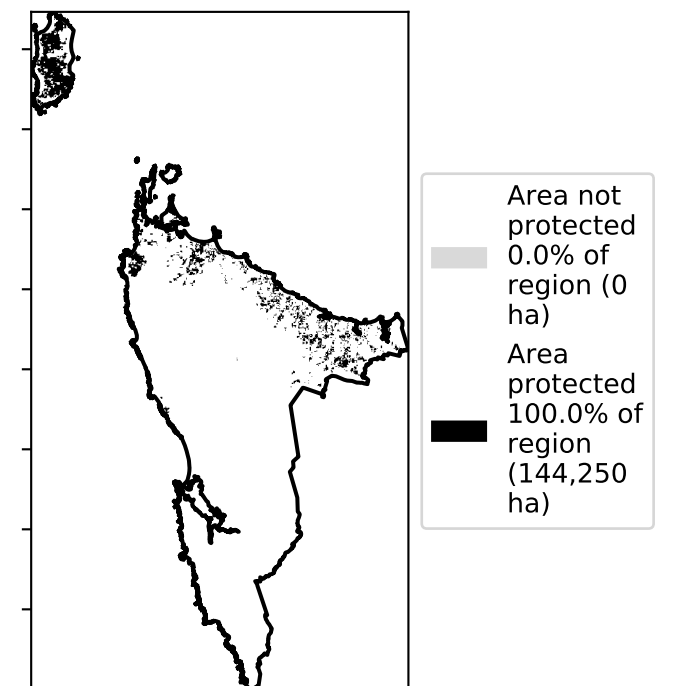 Area not
protected
0.0% of
region (0
ha)
Area
protected
100.0% of
region
(144,250
ha)